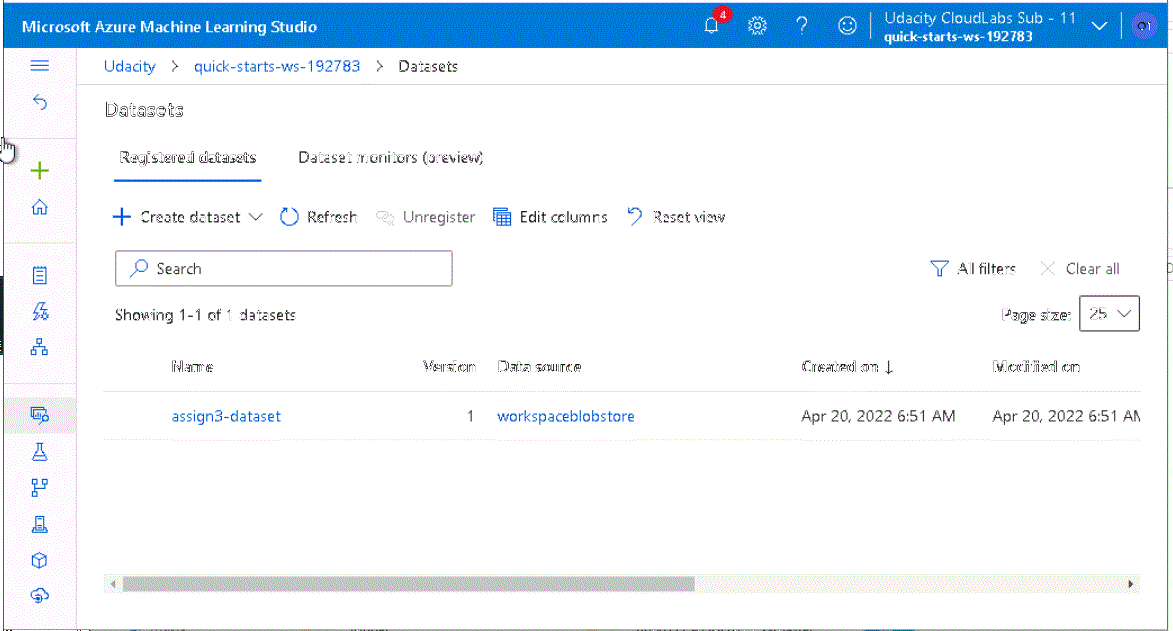 Microsoft Azure Machine Learning Studio
4
Udacity CloudLabs Sub - 11
quick-starts-ws-192783
Udacity > quick-starts-ws-192783 > Datasets
Datasets
Registered datasets Dataset monitors (preview)
Create dataset Refresh Unregister Edit columns Reset view
Search
All filters Clear all
Showing 1-1 of 1 datasets
Page size: 25
Name Version Data source Created on ↓ Modified on
assign3-dataset 1 workspaceblobstore Apr 20, 2022 6:51 AM Apr 20, 2022 6:51 AM